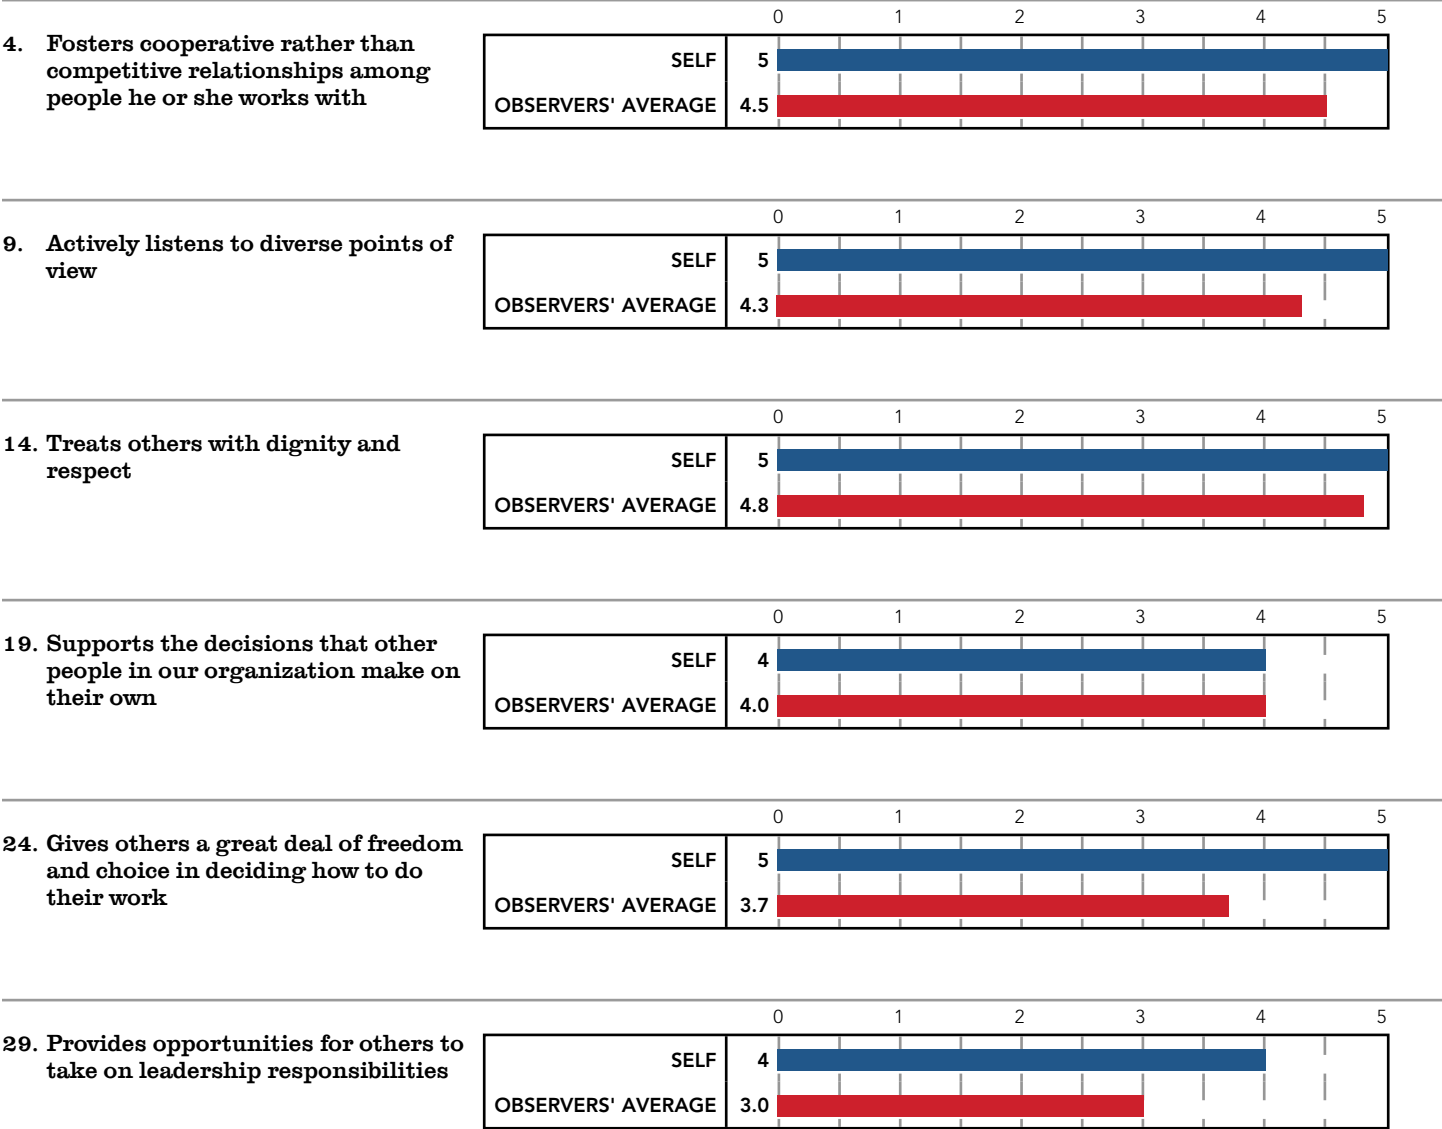 0 1 2 3 4 5
4. Fosters cooperative rather than
competitive relationships among
people he or she works with
SELF 5
OBSERVERS' AVERAGE 4.5
0 1 2 3 4 5
9. Actively listens to diverse points of
view
SELF 5
OBSERVERS' AVERAGE 4.3
0 1 2 3 4 5
14. Treats others with dignity and
respect
SELF 5
OBSERVERS' AVERAGE 4.8
0 1 2 3 4 5
19. Supports the decisions that other
people in our organization make on
their own
SELF 4
OBSERVERS' AVERAGE 4.0
0 1 2 3 4 5
24. Gives others a great deal of freedom
and choice in deciding how to do
their work
SELF 5
OBSERVERS' AVERAGE 3.7
0 1 2 3 4 5
29. Provides opportunities for others to
take on leadership responsibilities
SELF 4
OBSERVERS' AVERAGE 3.0